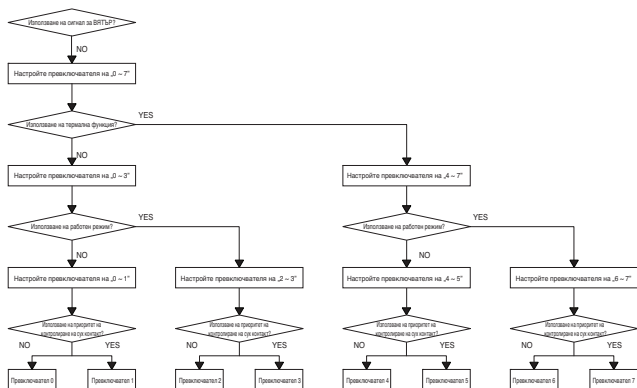 Използване на сигнал за ВЯТЪР?
NO
Настройте превключвателя на „0 ~ 7"
Използване на термална функция?
YES
NO
Настройте превключвателя на „0 ~ 3"
Настройте превключвателя на „4 ~ 7"
Използване на работен режим?
YES
Използване на работен режим?
YES
NO
NO
Настройте превключвателя на „0 ~ 1"
Настройте превключвателя на „2 ~ 3"
Настройте превключвателя на „4 ~ 5"
Настройте превключвателя на „6 ~ 7"
Използване на приоритет на
контролиране на сух контакт?
Използване на приоритет на
контролиране на сух контакт?
Използване на приоритет на
контролиране на сух контакт?
Използване на приоритет на
контролиране на сух контакт?
NO
YES
NO
YES
NO
YES
NO
YES
Превключвател 0
Превключвател 1
Превключвател 2
Превключвател 3
Превключвател 4
Превключвател 5
Превключвател 6
Превключвател 7